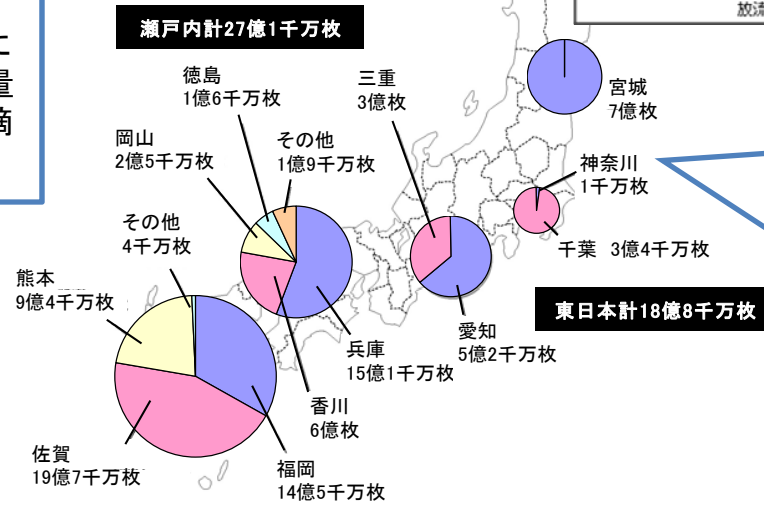 放流
に
量
摘
瀬戸内計27億1千万枚
徳島
1億6千万枚
三重
3億枚
宮城
7億枚
岡山
2億5千万枚
その他
1億9千万枚
神奈川
1千万枚
その他
4千万枚
千葉 3億4千万枚
熊本
9億4千万枚
東日本計18億8千万枚
愛知
5億2千万枚
兵庫
15億1千万枚
香川
6億枚
佐賀
19億7千万枚
福岡
14億5千万枚